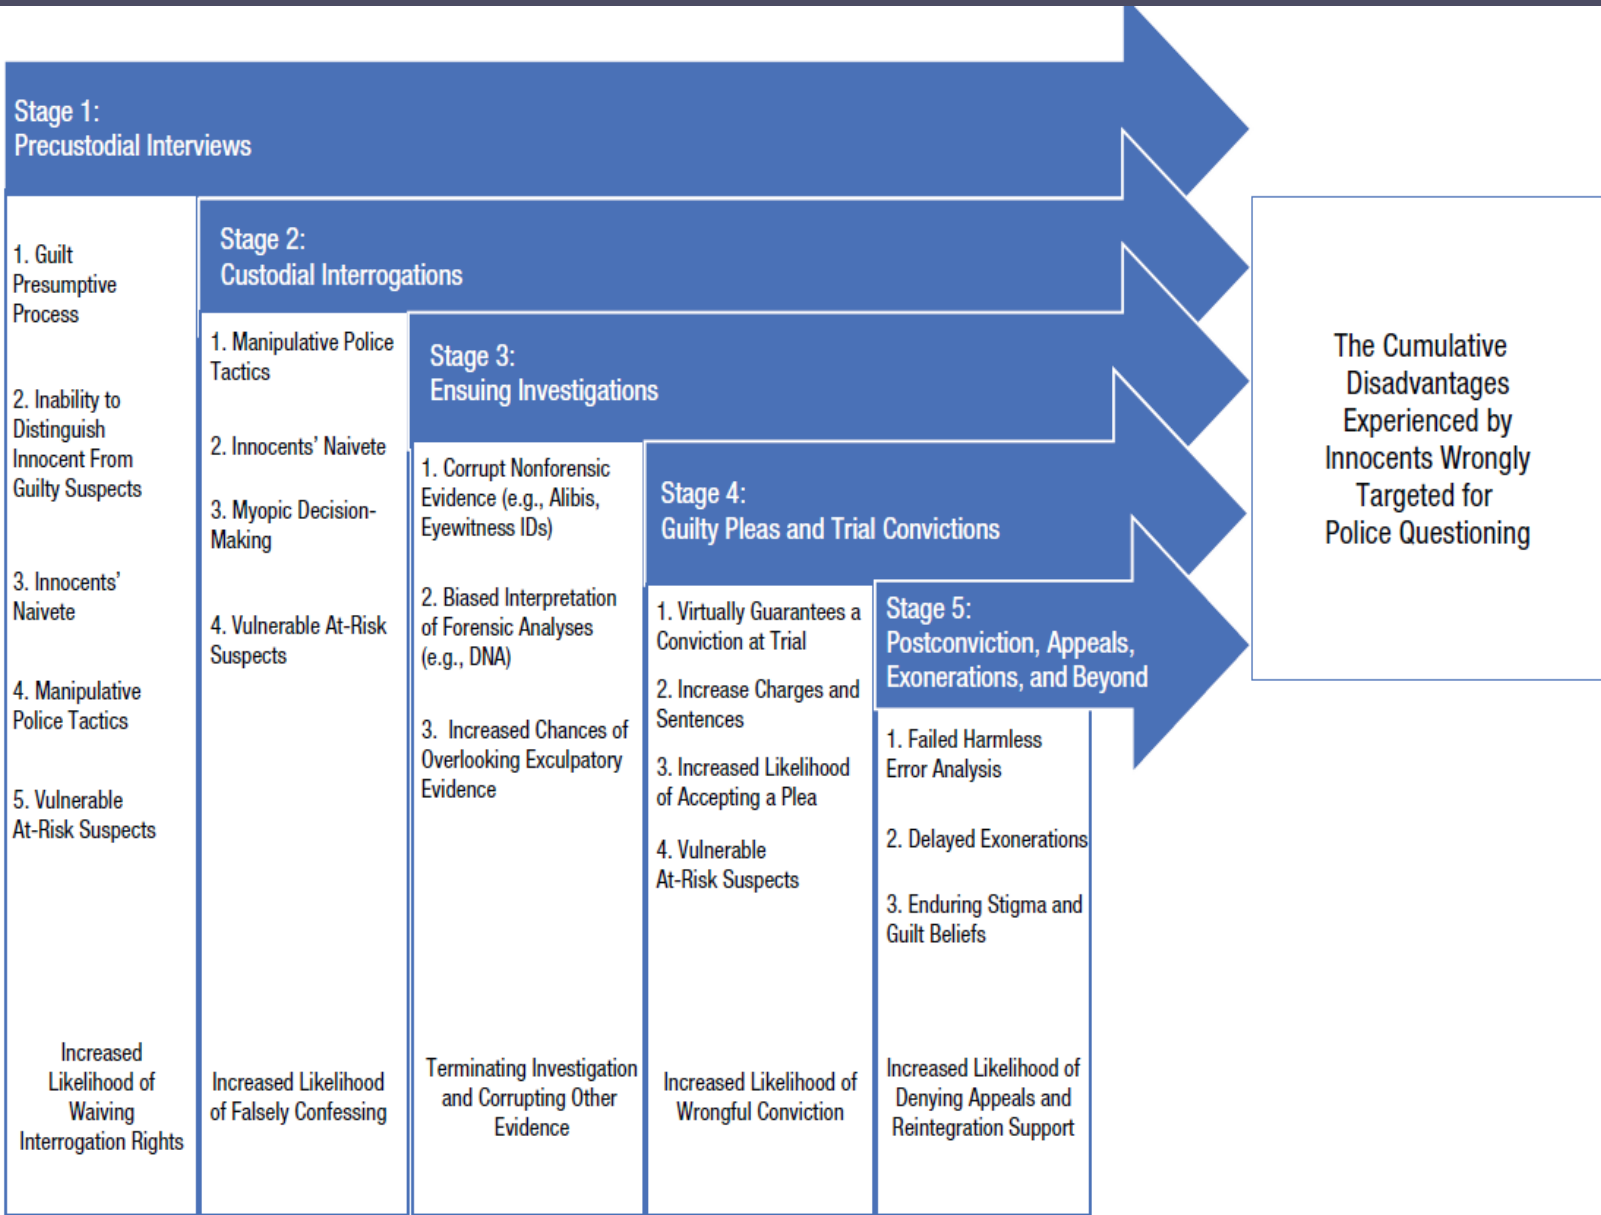 Stage 1:
Precustodial Interviews
1. Guilt
Presumptive
Process
2. Inability to
Distinguish
Innocent From
Guilty Suspects
3. Innocents'
Naivete
4. Manipulative
Police Tactics
5. Vulnerable
At-Risk Suspects
Increased
Likelihood of
Waiving
Interrogation Rights
Stage 2:
Custodial Interrogations
1. Manipulative Police
Tactics
2. Innocents' Naivete
3. Myopic Decision-
Making
4. Vulnerable At-Risk
Suspects
Increased Likelihood
of Falsely Confessing
Stage 3:
Ensuing Investigations
1. Corrupt Nonforensic
Evidence (e.g., Alibis,
Eyewitness IDs)
2. Biased Interpretation
of Forensic Analyses
(e.g., DNA)
3. Increased Chances of
Overlooking Exculpatory
Evidence
Terminating Investigation
and Corrupting Other
Evidence
Stage 4:
Guilty Pleas and Trial Convictions
1. Virtually Guarantees a
Conviction at Trial
2. Increase Charges and
Sentences
3. Increased Likelihood
of Accepting a Plea
4. Vulnerable
At-Risk Suspects
Increased Likelihood of
Wrongful Conviction
Stage 5:
Postconviction, Appeals,
Exonerations, and Beyond
1. Failed Harmless
Error Analysis
2. Delayed Exonerations
3. Enduring Stigma and
Guilt Beliefs
Increased Likelihood of
Denying Appeals and
Reintegration Support
The Cumulative
Disadvantages
Experienced by
Innocents Wrongly
Targeted for
Police Questioning